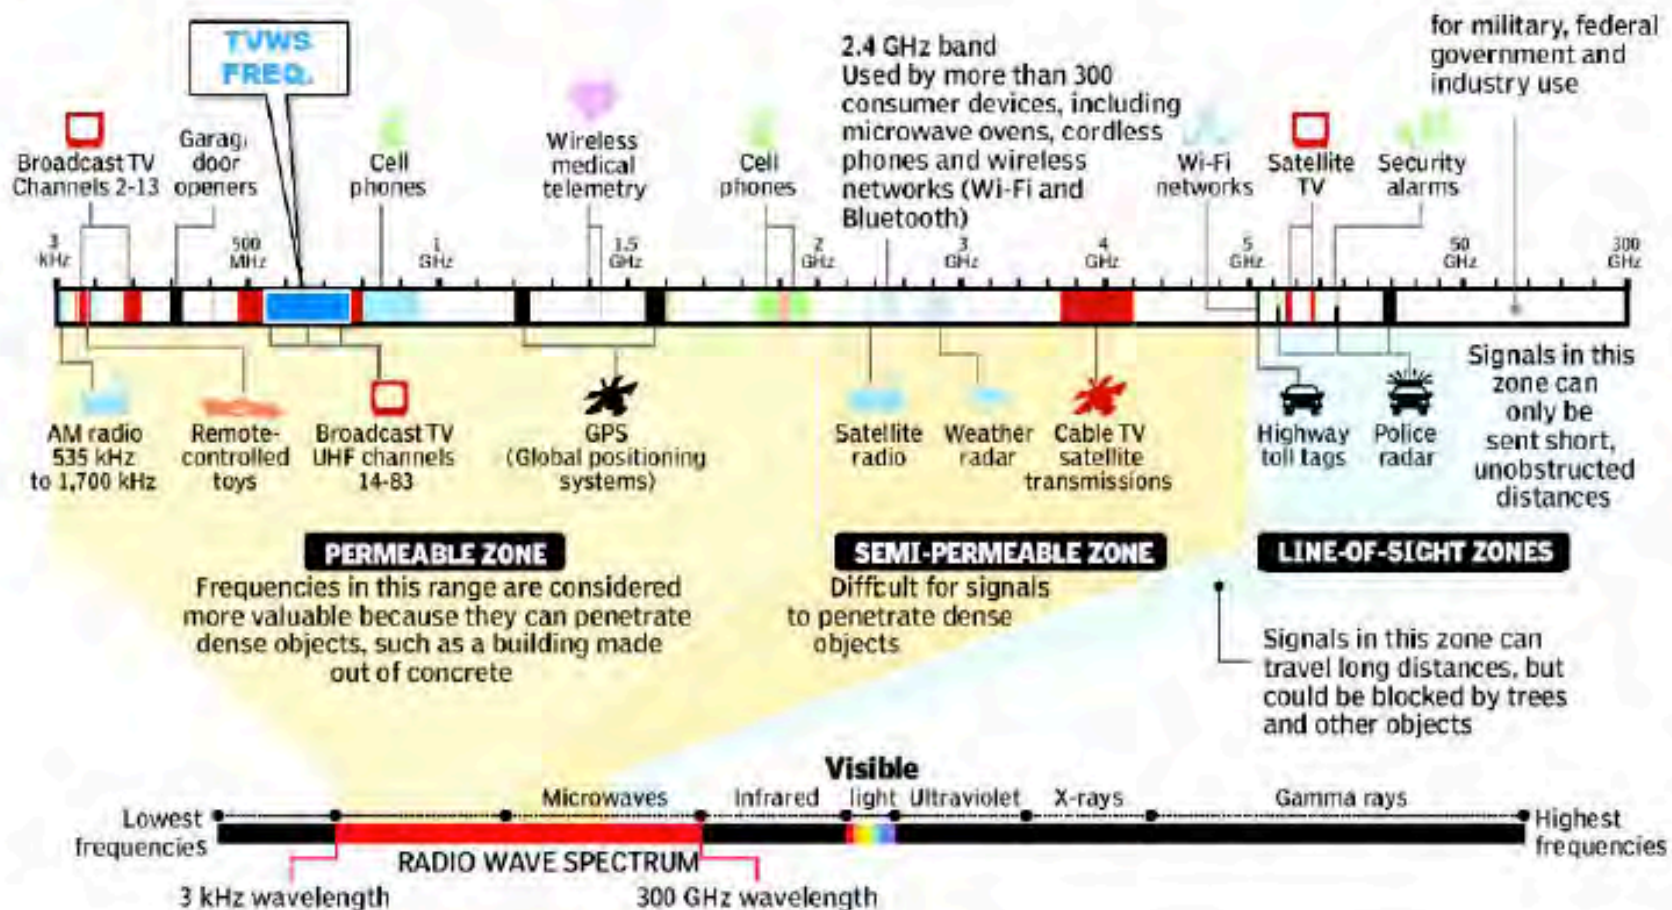 TVWS
FREQ.
Broadcast TV
Channels 2-13
Garag
door
openers
Cell
phones
Wireless
medical
telemetry
Cell
phones
2.4 GHz band
Used by more than 300
consumer devices, including
microwave ovens, cordless
phones and wireless
networks (Wi-Fi and
Bluetooth)
Wi-Fi
networks
Satellite
TV
Security
alarms
for military, federal
government and
industry use
3
kHz
500
MHz
1
GHz
1.5
GHz
2
GHz
3
GHz
4
GHz
5
GHz
50
GHz
300
GHz
AM radio
535 kHz
to 1,700 kHz
Remote-
controlled
toys
Broadcast TV
UHF channels
14-83
GPS
(Global positioning
systems)
Satellite
radio
Weather
radar
Cable TV
satellite
transmissions
Highway
toll tags
Police
radar
Signals in this
zone can
only be
sent short,
unobstructed
distances
PERMEABLE ZONE
Frequencies in this range are considered
more valuable because they can penetrate
dense objects, such as a building made
out of concrete
SEMI-PERMEABLE ZONE
Diffcult for signals
to penetrate dense
objects
LINE-OF-SIGHT ZONES
Signals in this zone can
travel long distances, but
could be blocked by trees
and other objects
Visible
Microwaves
Infrared
light
Ultraviolet
X-rays
Gamma rays
Lowest
frequencies
Highest
frequencies
RADIO WAVE SPECTRUM
3 kHz wavelength
300 GHz wavelength